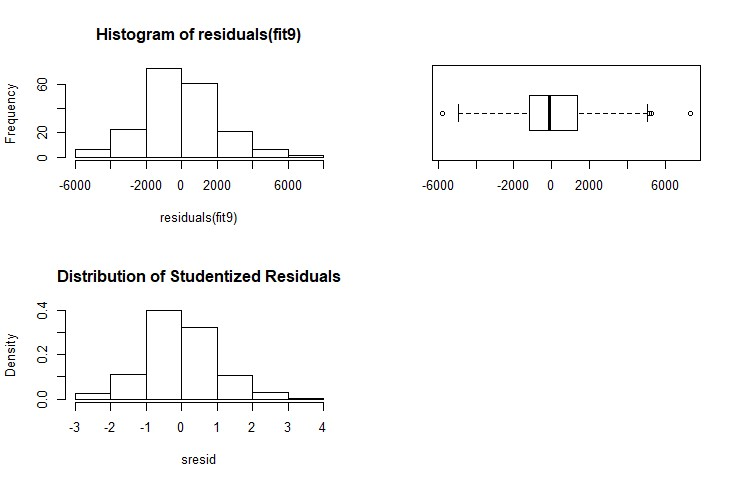 Histogram of residuals(fit9)
Frequency
0 20 60
-6000 -2000 0 2000 6000
residuals(fit9)
-6000 -2000 0 2000 6000
Distribution of Studentized Residuals
Density
0.0 0.2 0.4
-3 -2 -1 0 1 2 3 4
sresid